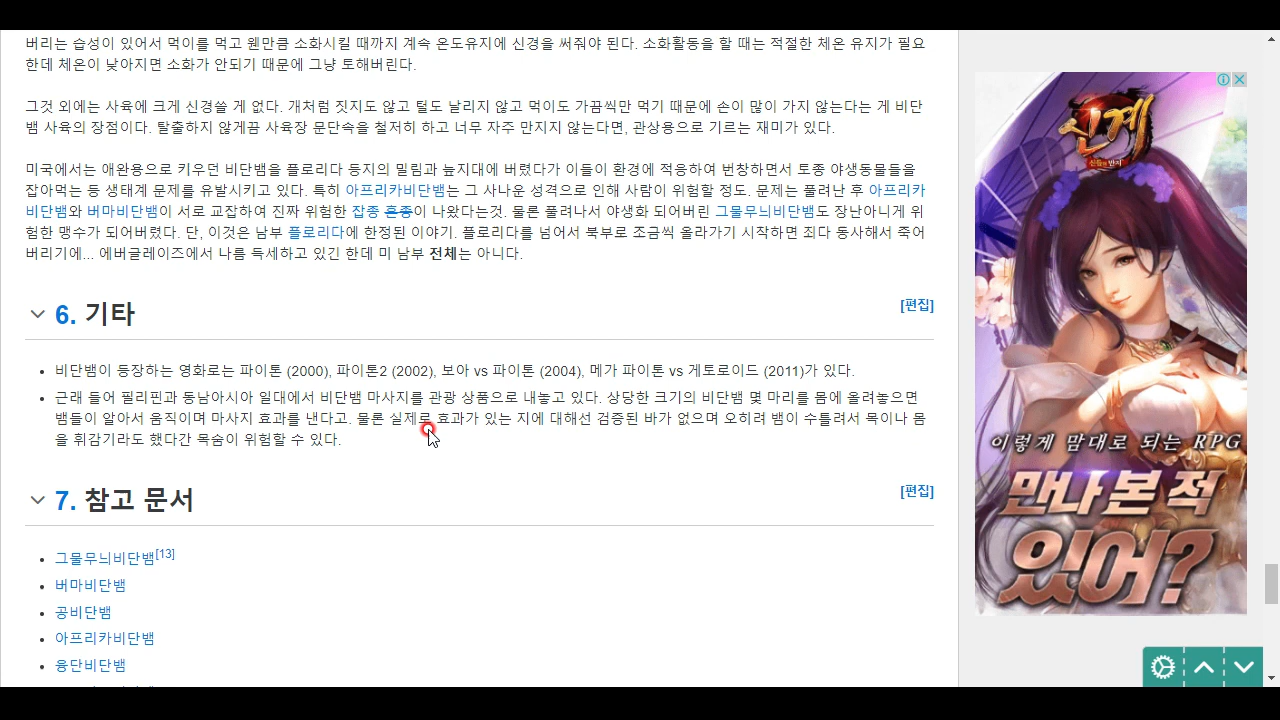 버리는 습성이 있어서 먹이를 먹고 웬만큼 소화시킬 때까지 계속 온도유지에 신경을 써줘야 된다. 소화활동을 할 때는 적절한 체온 유지가 필요
한데 체온이 낮아지면 소화가 안되기 때문에 그냥 토해버린다.
그것 외에는 사육에 크게 신경쓸 게 없다. 개처럼 짓지도 않고 털도 날리지 않고 먹이도 가끔씩만 먹기 때문에 손이 많이 가지 않는다는 게 비단
뱀 사육의 장점이다. 탈출하지 않게끔 사육장 문단속을 철저히 하고 너무 자주 만지지 않는다면, 관상용으로 기르는 재미가 있다.
미국에서는 애완용으로 키우던 비단뱀을 플로리다 등지의 밀림과 늪지대에 버렸다가 이들이 환경에 적응하여 번창하면서 토종 야생동물들을
잡아먹는 등 생태계 문제를 유발시키고 있다. 특히 아프리카비단뱀는 그 사나운 성격으로 인해 사람이 위험할 정도. 문제는 풀려난 후 아프리카
비단뱀와 버마비단뱀이 서로 교잡하여 진짜 위험한 잡종 혼종이 나왔다는것. 물론 풀려나서 야생화 되어버린 그물무늬비단뱀도 장난아니게 위
험한 맹수가 되어버렸다. 단, 이것은 남부 플로리다에 한정된 이야기. 플로리다를 넘어서 북부로 조금씩 올라가기 시작하면 죄다 동사해서 죽어
버리기에... 에버글레이즈에서 나름 득세하고 있긴 한데 미 남부 전체는 아니다.
6. 기타 [편집]
비단뱀이 등장하는 영화로는 파이톤 (2000), 파이톤2 (2002), 보아 vs 파이톤 (2004), 메가 파이톤 vs 게토로이드 (2011)가 있다.
근래 들어 필리핀과 동남아시아 일대에서 비단뱀 마사지를 관광 상품으로 내놓고 있다. 상당한 크기의 비단뱀 몇 마리를 몸에 올려놓으면
뱀들이 알아서 움직이며 마사지 효과를 낸다고. 물론 실제로 효과가 있는 지에 대해선 검증된 바가 없으며 오히려 뱀이 수틀려서 목이나 몸
을 휘감기라도 했다간 목숨이 위험할 수 있다.
7. 참고 문서 [편집]
그물무늬비단뱀[13]
버마비단뱀
공비단뱀
아프리카비단뱀
융단비단뱀
신계
신들의 반지
이렇게 맘대로 되는 RPG
만나 본 적
있어?